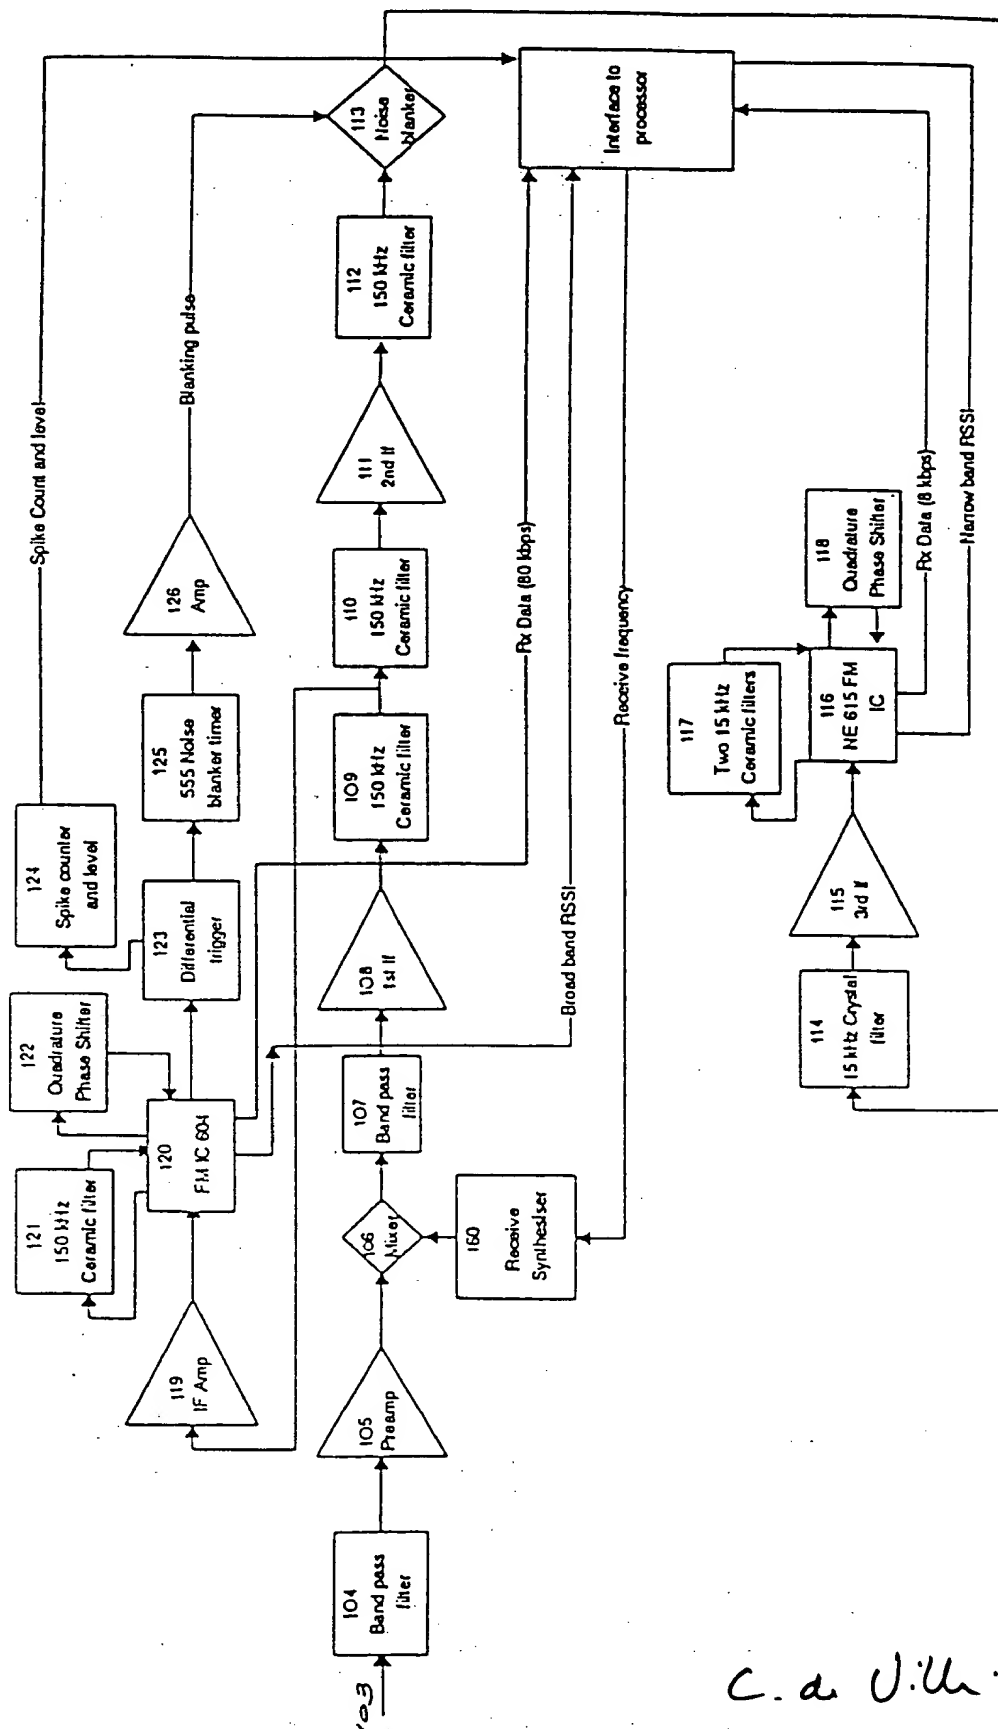 Spike Count and level
124
Spike counter
and level
Blanking pulse
126
Amp
125
555 Noise
blanker timer
123
Differential
trigger
122
Quadrature
Phase Shifter
121
150 kHz
Ceramic filter
120
FM IC 604
119
IF Amp
113
Noise
blanker
112
150 kHz
Ceramic filter
111
2nd If
110
150 kHz
Ceramic filter
109
150 kHz
Ceramic filter
108
1st If
107
Band pass
filter
106
Mixer
105
Preamp
104
Band pass
filter
103
160
Receive
Synthesiser
Interface to
processor
Rx Data (80 kbps)
Broad band RSSI
Receive frequency
117
Two 15 kHz
Ceramic filters
118
Quadrature
Phase Shifter
116
NE 615 FM
IC
115
3rd If
114
15 kHz Crystal
filter
Rx Data (8 kbps)
Narrow band RSSI
C. de